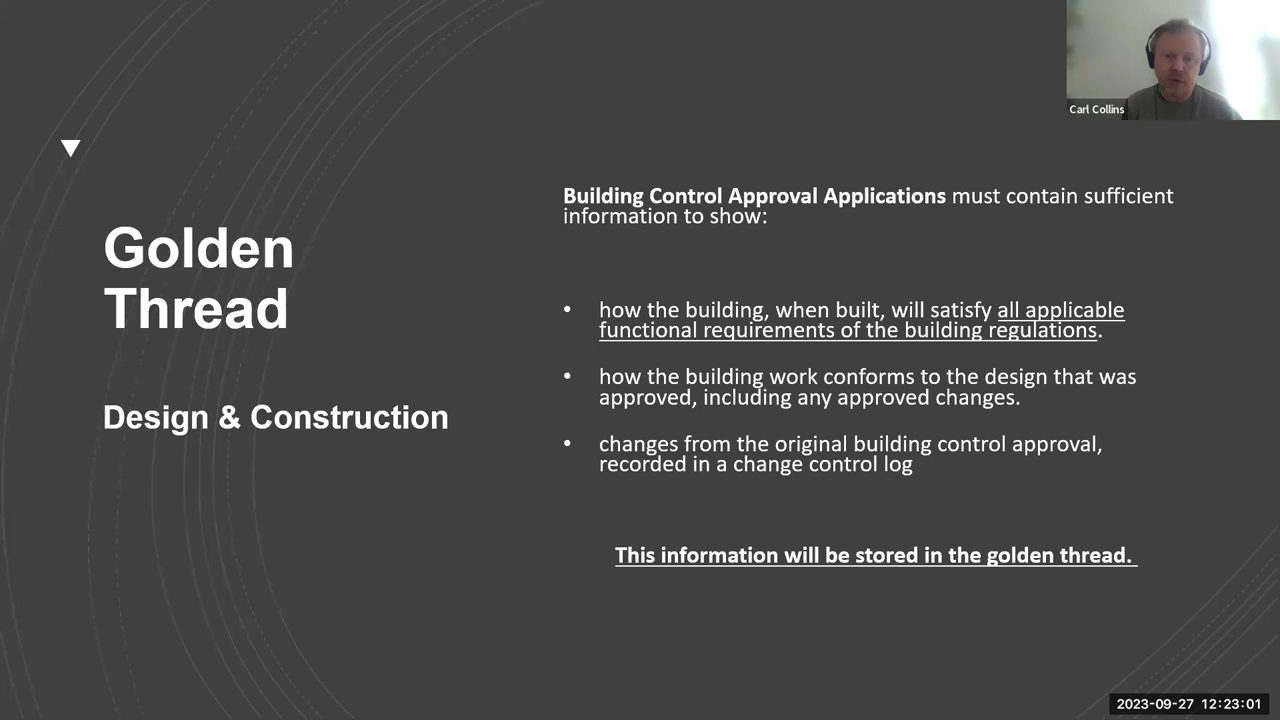 Carl Collins
Golden
Thread
Design & Construction
Building Control Approval Applications must contain sufficient
information to show:
• how the building, when built, will satisfy all applicable
functional requirements of the building regulations.
• how the building work conforms to the design that was
approved, including any approved changes.
• changes from the original building control approval,
recorded in a change control log
This information will be stored in the golden thread.
2023-09-27 12:23:01